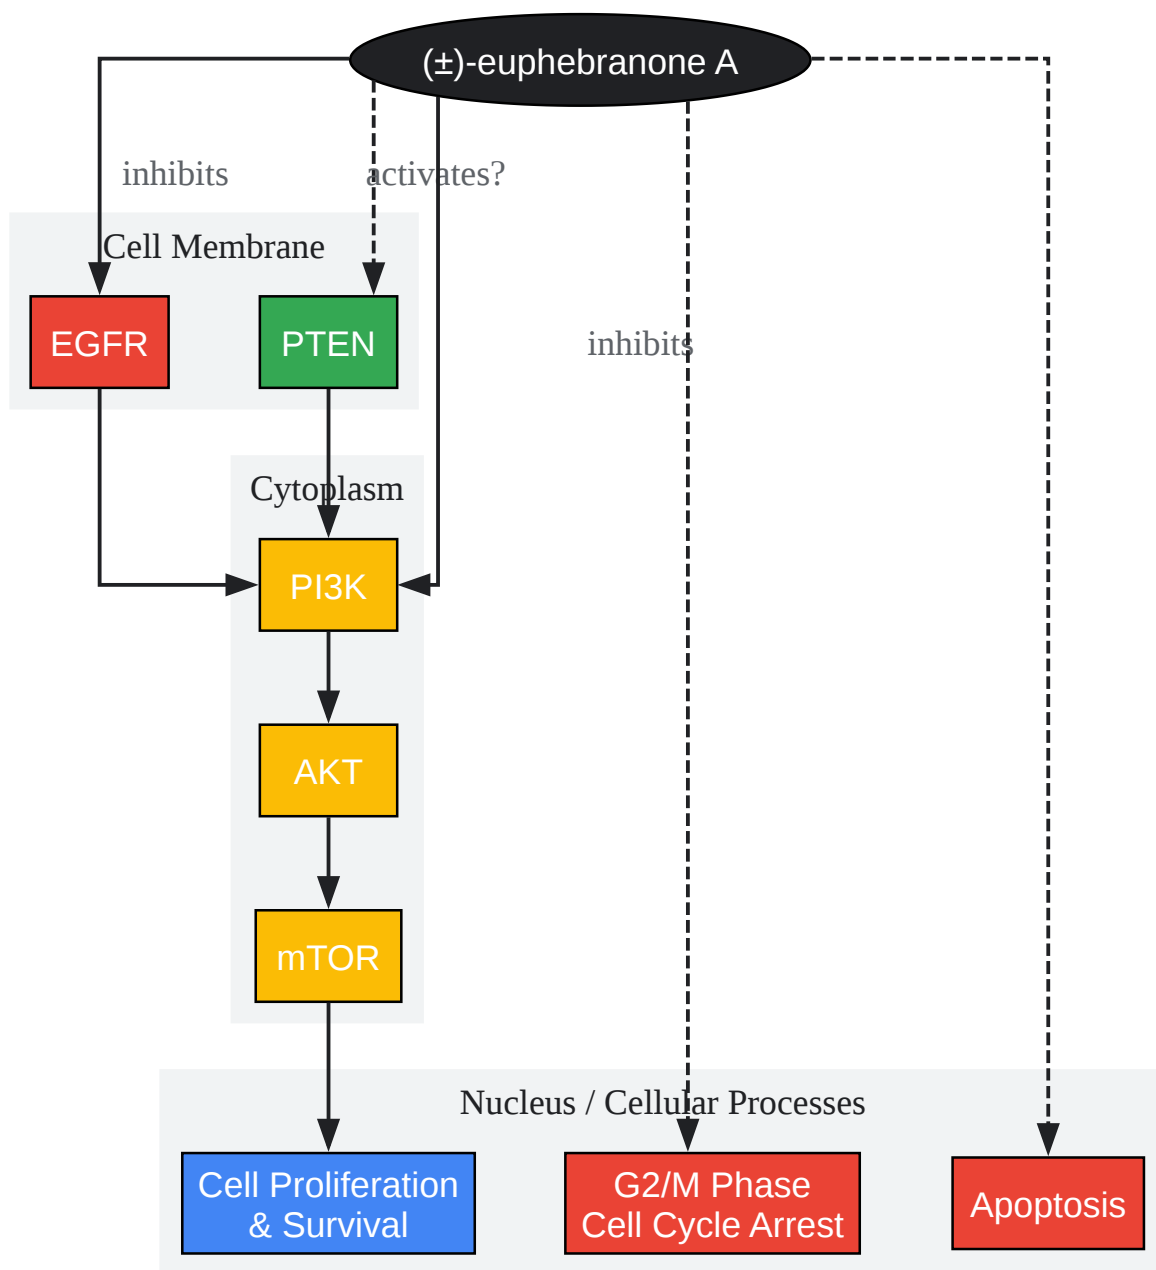 (±)-euphebranone A
inhibits
activates?
Cell Membrane
EGFR
PTEN
inhibits
Cytoplasm
PI3K
AKT
mTOR
Nucleus / Cellular Processes
Cell Proliferation
& Survival
G2/M Phase
Cell Cycle Arrest
Apoptosis